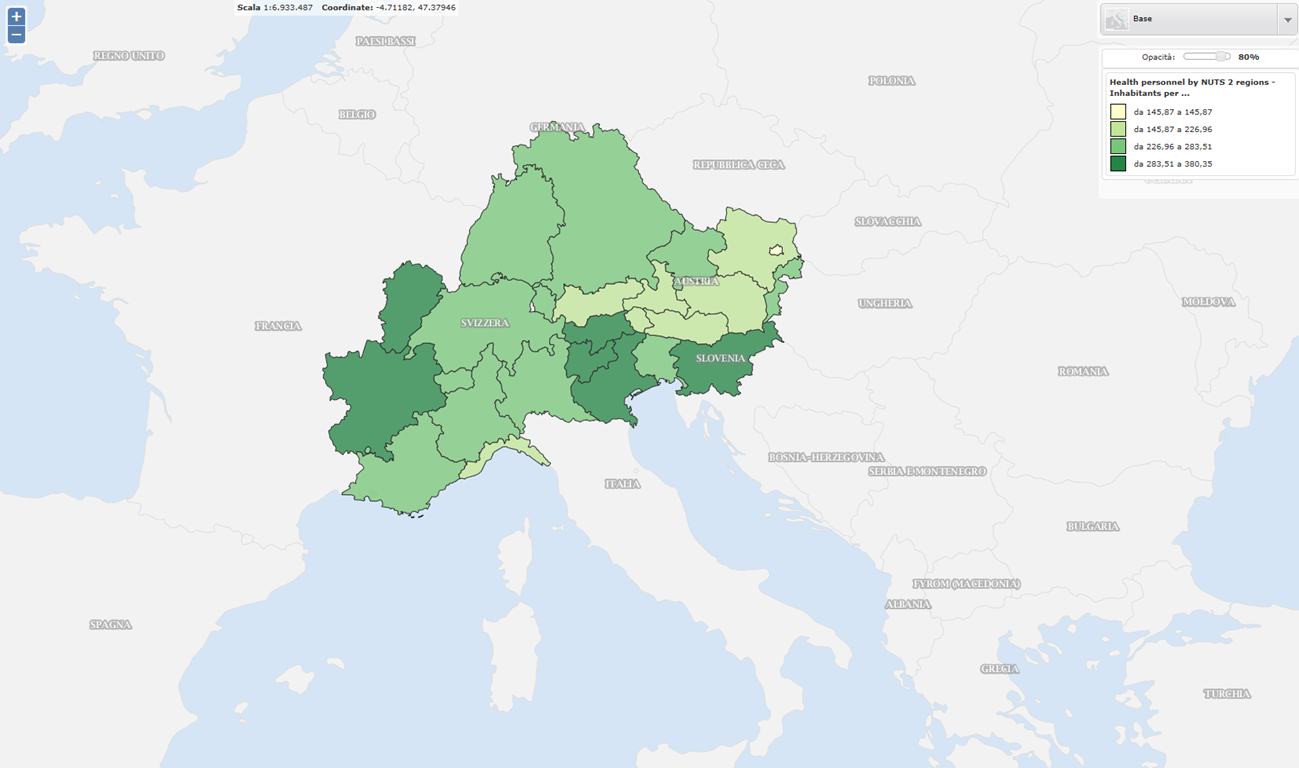 +
−
Scala 1:6.933.487 Coordinate: -4.71182, 47.37946
Base
Opacità: 80%
Health personnel by NUTS 2 regions -
Inhabitants per ...
da 145,87 a 145,87
da 145,87 a 226,96
da 226,96 a 283,51
da 283,51 a 380,35
PAESI BASSI
REGNO UNITO
POLONIA
BELGIO
GERMANIA
REPUBBLICA CECA
SLOVACCHIA
AUSTRIA
UNGHERIA
MOLDOVA
SVIZZERA
FRANCIA
SLOVENIA
ROMANIA
BOSNIA-HERZEGOVINA
SERBIA E MONTENEGRO
ITALIA
BULGARIA
FYROM (MACEDONIA)
ALBANIA
SPAGNA
GRECIA
TURCHIA